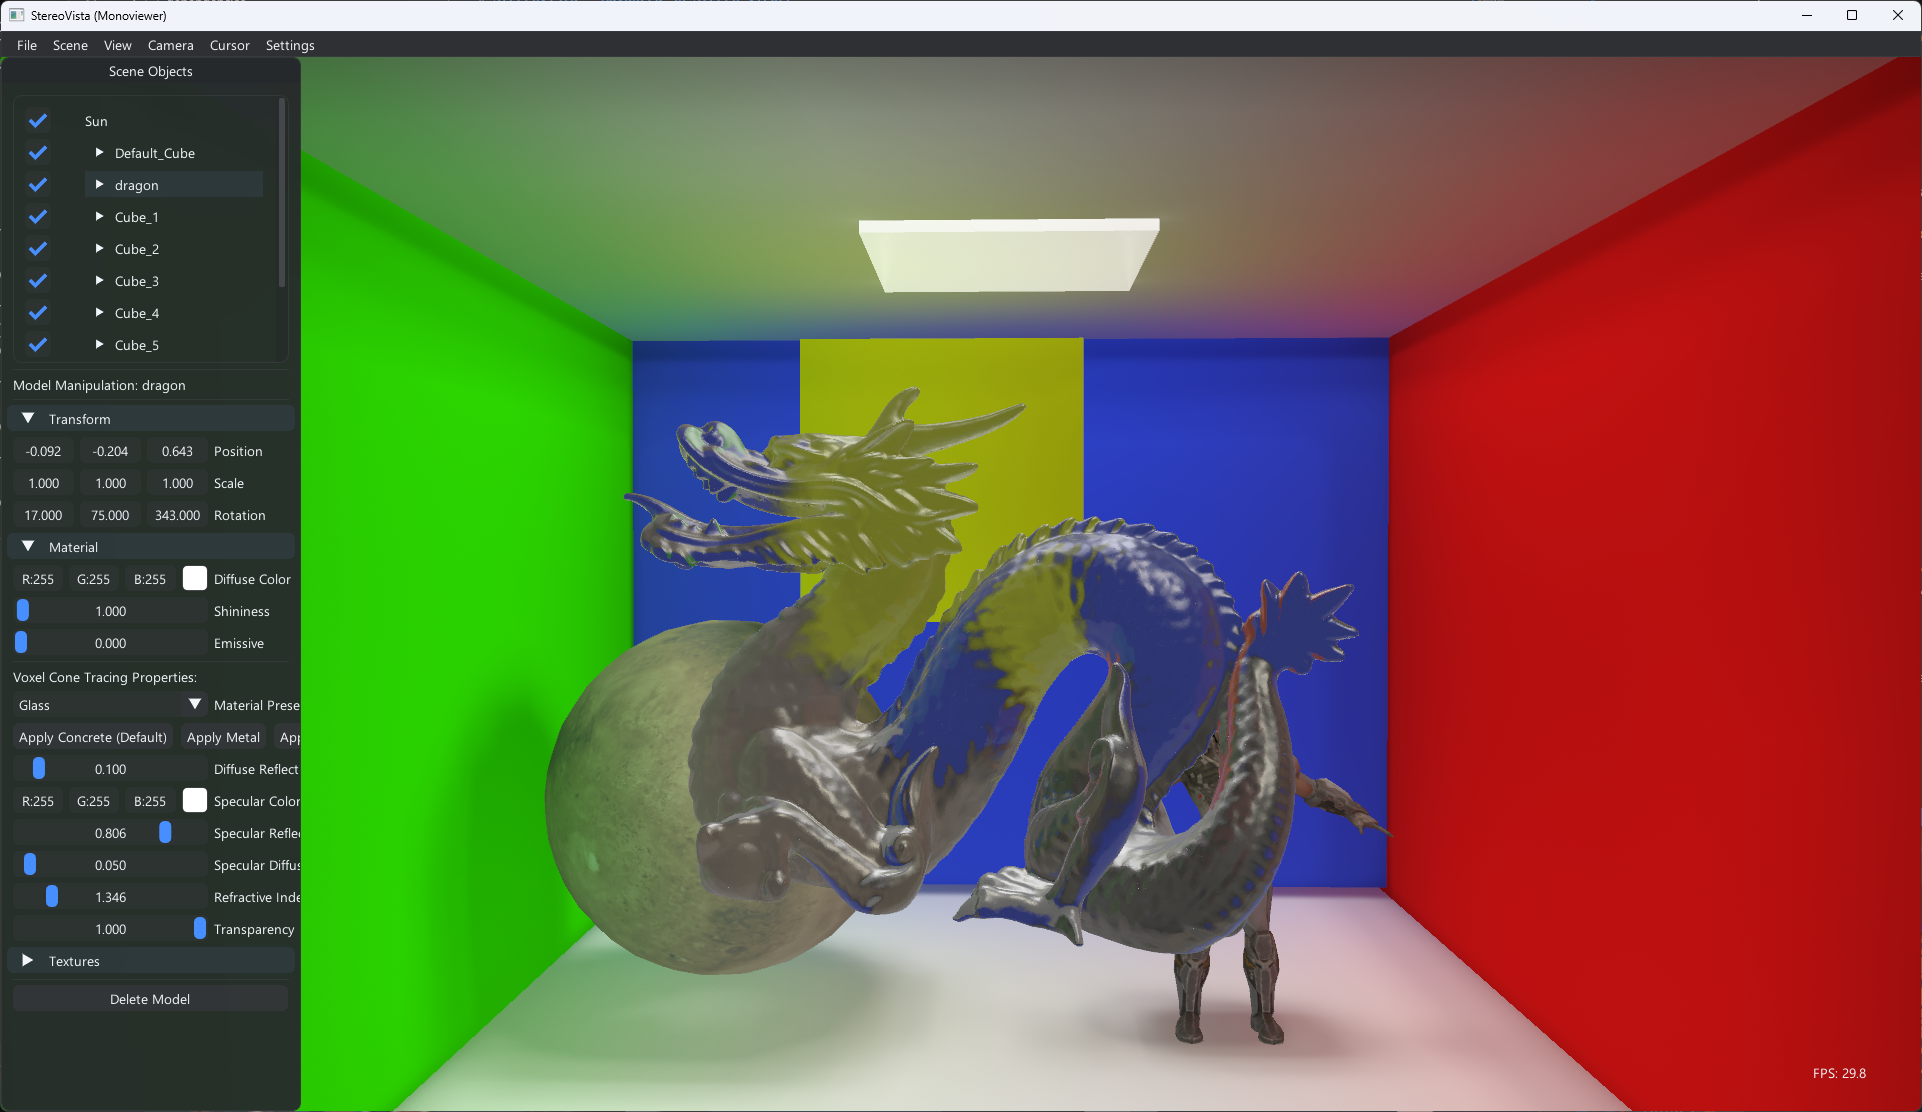 StereoVista (Monoviewer)
File Scene View Camera Cursor Settings
Scene Objects
Sun
Default_Cube
dragon
Cube_1
Cube_2
Cube_3
Cube_4
Cube_5
Model Manipulation: dragon
Transform
-0.092 -0.204 0.643 Position
1.000 1.000 1.000 Scale
17.000 75.000 343.000 Rotation
Material
R:255 G:255 B:255 Diffuse Color
1.000 Shininess
0.000 Emissive
Voxel Cone Tracing Properties:
Glass Material Prese
Apply Concrete (Default) Apply Metal App
0.100 Diffuse Reflect
R:255 G:255 B:255 Specular Color
0.806 Specular Refle
0.050 Specular Diffus
1.346 Refractive Inde
1.000 Transparency
Textures
Delete Model
FPS: 29.8